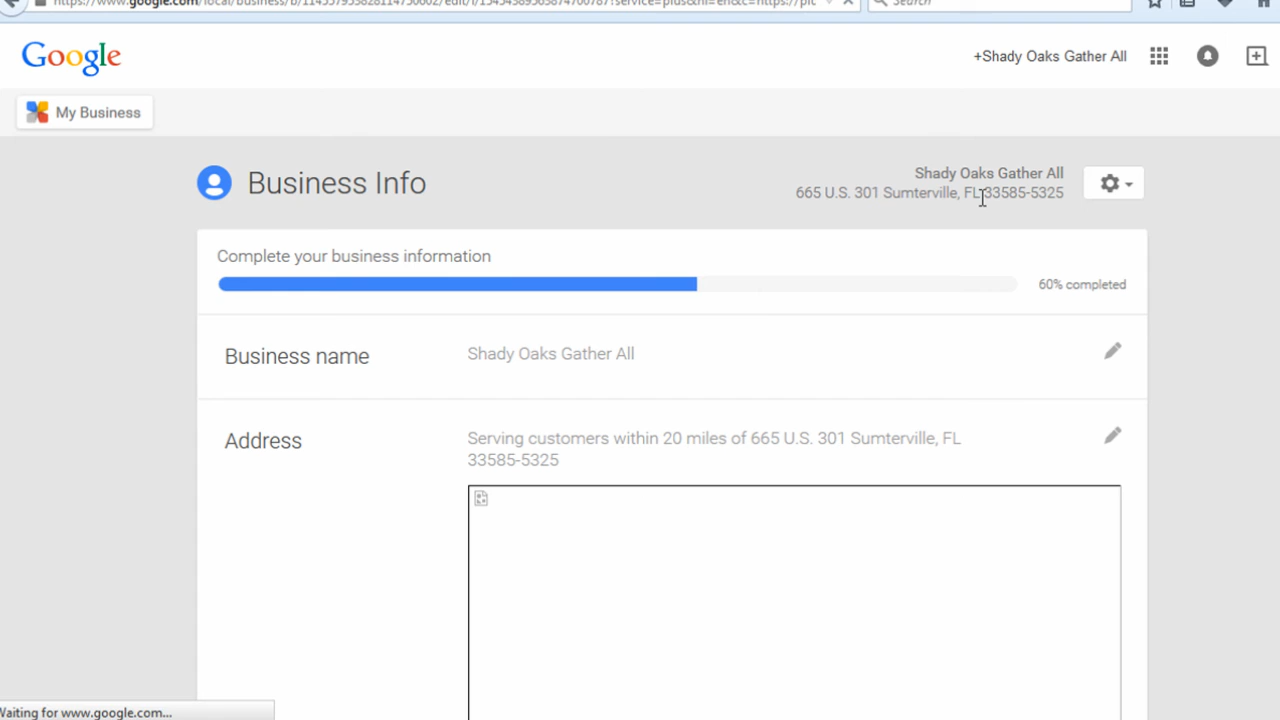 Search
Google
+Shady Oaks Gather All
My Business
Business Info
Shady Oaks Gather All
665 U.S. 301 Sumterville, FL 33585-5325
Complete your business information
60% completed
Business name
Shady Oaks Gather All
Address
Serving customers within 20 miles of 665 U.S. 301 Sumterville, FL
33585-5325
Waiting for www.google.com...